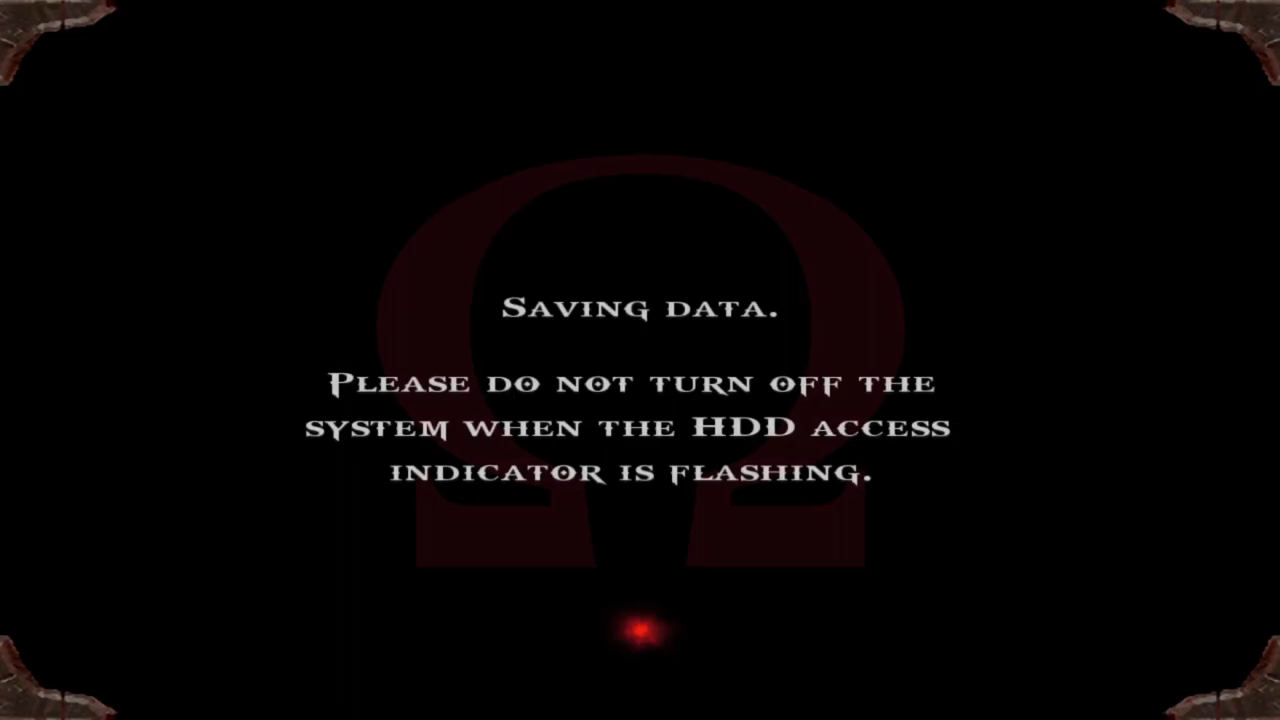 Saving data.
Please do not turn off the
system when the HDD access
indicator is flashing.